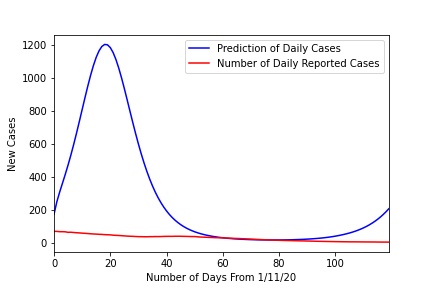 1200
1000
800
600
400
200
0
New Cases
Prediction of Daily Cases
Number of Daily Reported Cases
0 20 40 60 80 100
Number of Days From 1/11/20